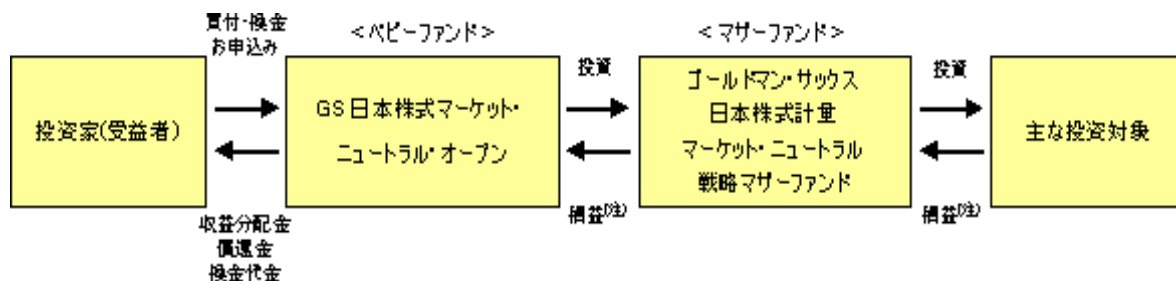 買付・換金
お申込み
<ベビーファンド>
<マザーファンド>
投資家(受益者)
GS日本株式マーケット・
ニュートラル・オープン
投資
ゴールドマン・サックス
日本株式計量
マーケット・ニュートラル
戦略マザーファンド
投資
主な投資対象
収益分配金
償還金
換金代金
損益(注)
損益(注)